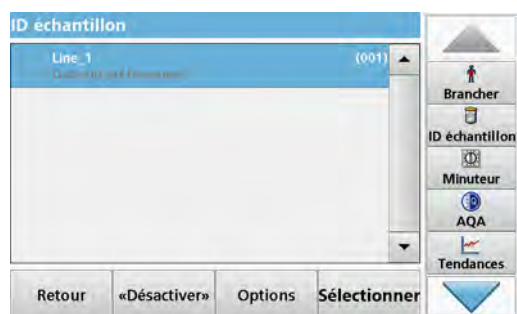 ID échantillon
Line_1 (001)
Brancher
ID échantillon
Minuteur
AQA
Tendances
Retour «Désactiver» Options Sélectionner